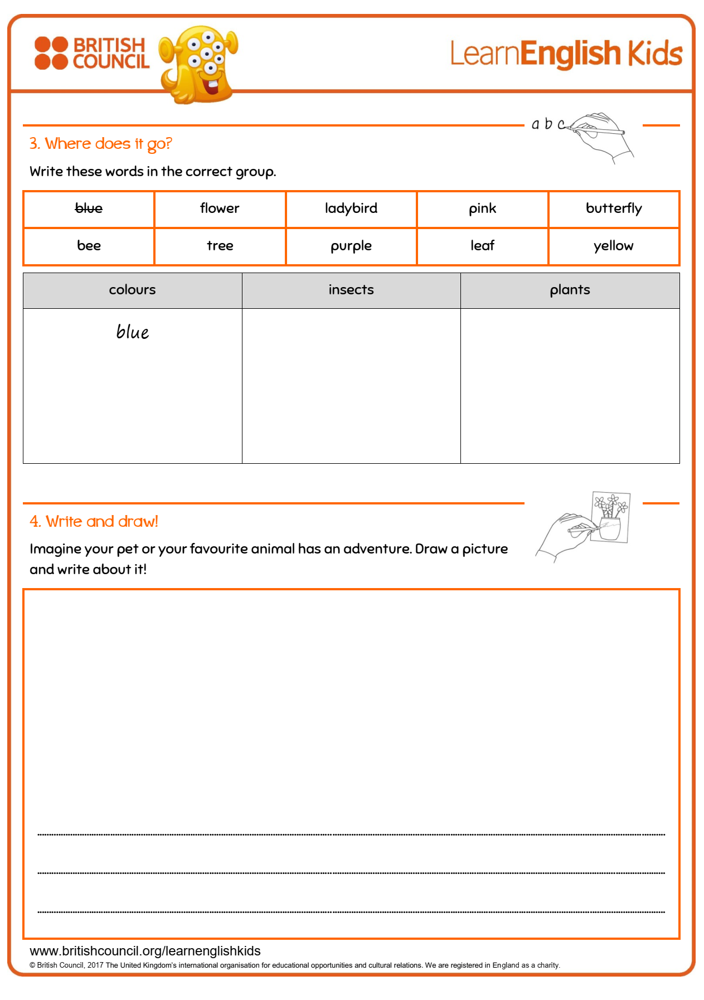 BRITISH
COUNCIL
LearnEnglish Kids
a b c
3. Where does it go?
Write these words in the correct group.
blue flower ladybird pink butterfly
bee tree purple leaf yellow
colours insects plants
blue
4. Write and draw!
Imagine your pet or your favourite animal has an adventure. Draw a picture
and write about it!
www.britishcouncil.org/learnenglishkids
© British Council, 2017 The United Kingdom's international organisation for educational opportunities and cultural relations. We are registered in England as a charity.